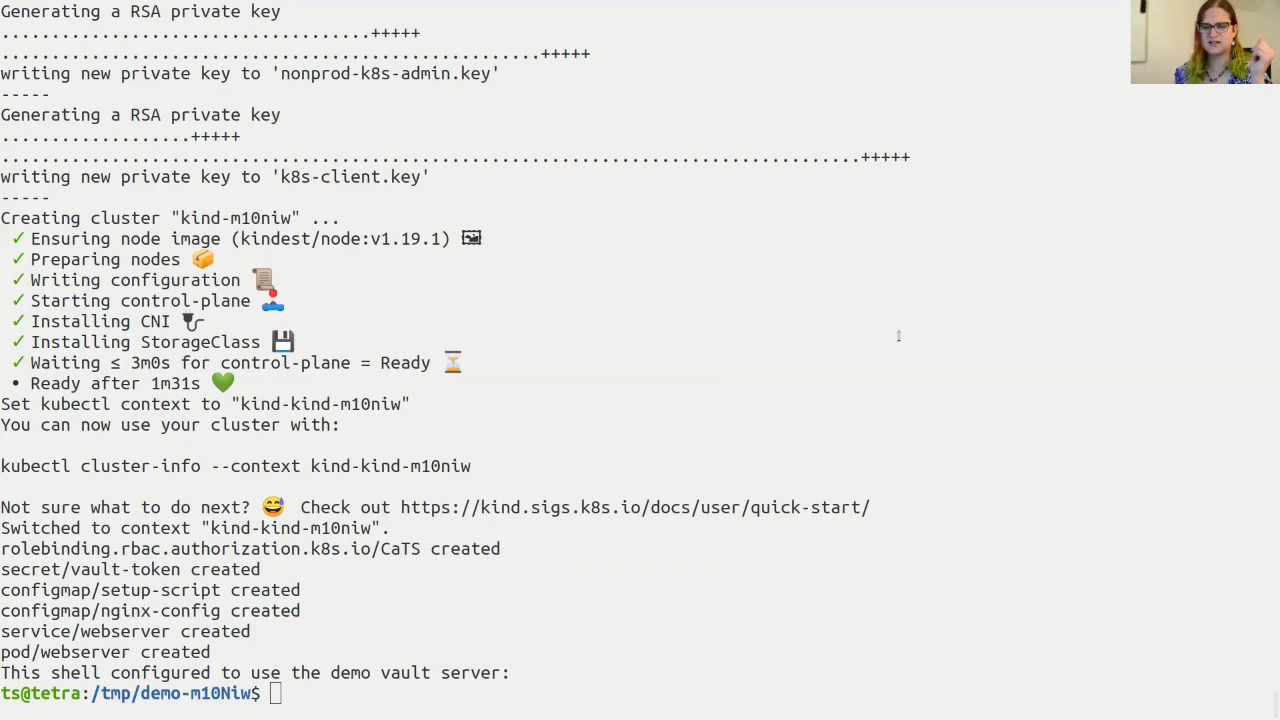 Generating a RSA private key
.....................................+++++
......................................................+++++
writing new private key to 'nonprod-k8s-admin.key'
-----
Generating a RSA private key
...................+++++
......................................................................................+++++
writing new private key to 'k8s-client.key'
-----
Creating cluster "kind-m10niw" ...
✓ Ensuring node image (kindest/node:v1.19.1) 🖼
✓ Preparing nodes 📦
✓ Writing configuration 📜
✓ Starting control-plane 🕹️
✓ Installing CNI 🔌
✓ Installing StorageClass 💾
✓ Waiting ≤ 3m0s for control-plane = Ready ⏳
• Ready after 1m31s 💚
Set kubectl context to "kind-kind-m10niw"
You can now use your cluster with:
kubectl cluster-info --context kind-kind-m10niw
Not sure what to do next? 😅 Check out https://kind.sigs.k8s.io/docs/user/quick-start/
Switched to context "kind-kind-m10niw".
rolebinding.rbac.authorization.k8s.io/CaTS created
secret/vault-token created
configmap/setup-script created
configmap/nginx-config created
service/webserver created
pod/webserver created
This shell configured to use the demo vault server:
ts@tetra:/tmp/demo-m10Niw$